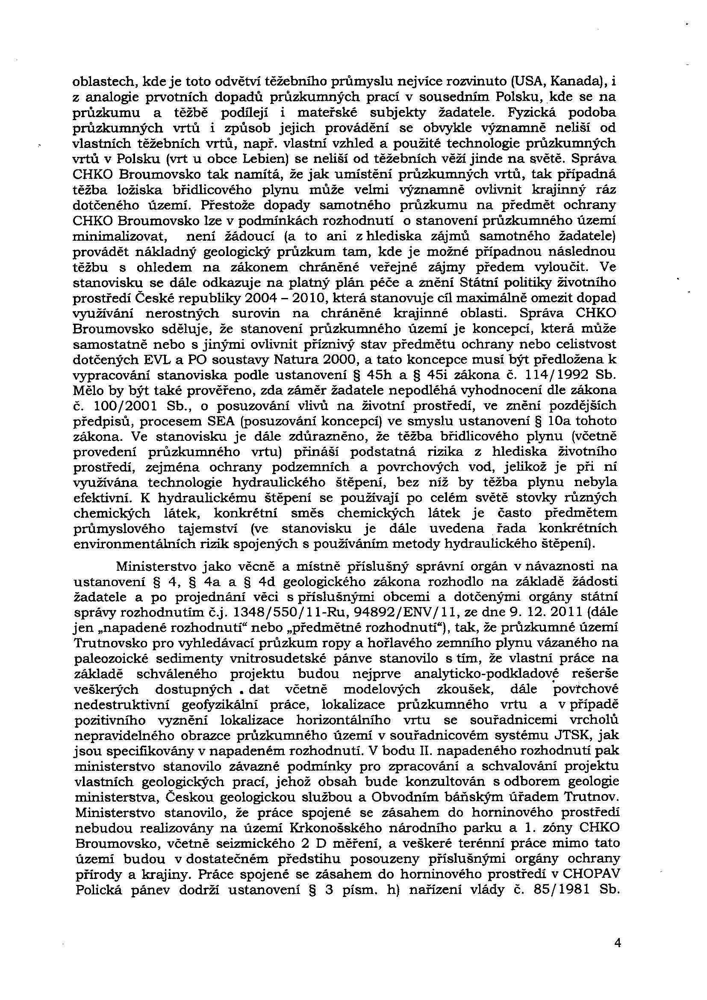 oblastech, kde je toto odvětví těžebního průmyslu nejvíce rozvinuto (USA, Kanada), i
z analogie prvotních dopadů průzkumných prací v sousedním Polsku, kde se na
průzkumu a těžbě podílejí i mateřské subjekty žadatele. Fyzická podoba
průzkumných vrtů i způsob jejich provádění se obvykle významně neliší od
vlastních těžebních vrtů, např. vlastní vzhled a použité technologie průzkumných
vrtů v Polsku (vrt u obce Lebien) se neliší od těžebních věží jinde na světě. Správa
CHKO Broumovsko tak namítá, že jak umístění průzkumných vrtů, tak případná
těžba ložiska břidlicového plynu může velmi významně ovlivnit krajinný ráz
dotčeného území. Přestože dopady samotného průzkumu na předmět ochrany
CHKO Broumovsko lze v podmínkách rozhodnutí o stanovení průzkumného území
minimalizovat, není žádoucí (a to ani z hlediska zájmů samotného žadatele)
provádět nákladný geologický průzkum tam, kde je možné případnou následnou
těžbu s ohledem na zákonem chráněné veřejné zájmy předem vyloučit. Ve
stanovisku se dále odkazuje na platný plán péče a znění Státní politiky životního
prostředí České republiky 2004 – 2010, která stanovuje cíl maximálně omezit dopad
využívání nerostných surovin na chráněné krajinné oblasti. Správa CHKO
Broumovsko sděluje, že stanovení průzkumného území je koncepcí, která může
samostatně nebo s jinými ovlivnit příznivý stav předmětu ochrany nebo celistvost
dotčených EVL a PO soustavy Natura 2000, a tato koncepce musí být předložena k
vypracování stanoviska podle ustanovení § 45h a § 45i zákona č. 114/1992 Sb.
Mělo by být také prověřeno, zda záměr žadatele nepodléhá vyhodnocení dle zákona
č. 100/2001 Sb., o posuzování vlivů na životní prostředí, ve znění pozdějších
předpisů, procesem SEA (posuzování koncepcí) ve smyslu ustanovení § 10a tohoto
zákona. Ve stanovisku je dále zdůrazněno, že těžba břidlicového plynu (včetně
provedení průzkumného vrtu) přináší podstatná rizika z hlediska životního
prostředí, zejména ochrany podzemních a povrchových vod, jelikož je při ní
využívána technologie hydraulického štěpení, bez níž by těžba plynu nebyla
efektivní. K hydraulickému štěpení se používají po celém světě stovky různých
chemických látek, konkrétní směs chemických látek je často předmětem
průmyslového tajemství (ve stanovisku je dále uvedena řada konkrétních
environmentálních rizik spojených s používáním metody hydraulického štěpení).
Ministerstvo jako věcně a místně příslušný správní orgán v návaznosti na
ustanovení § 4, § 4a a § 4d geologického zákona rozhodlo na základě žádosti
žadatele a po projednání věci s příslušnými obcemi a dotčenými orgány státní
správy rozhodnutím č.j. 1348/550/11-Ru, 94892/ENV/11, ze dne 9. 12. 2011 (dále
jen „napadené rozhodnutí“ nebo „předmětné rozhodnutí“), tak, že průzkumné území
Trutnovsko pro vyhledávací průzkum ropy a hořlavého zemního plynu vázaného na
paleozoické sedimenty vnitrosudetské pánve stanovilo s tím, že vlastní práce na
základě schváleného projektu budou nejprve analyticko-podkladové rešerše
veškerých dostupných dat včetně modelových zkoušek, dále povrchové
nedestruktivní geofyzikální práce, lokalizace průzkumného vrtu a v případě
pozitivního vyznění lokalizace horizontálního vrtu se souřadnicemi vrcholů
nepravidelného obrazce průzkumného území v souřadnicovém systému JTSK, jak
jsou specifikovány v napadeném rozhodnutí. V bodu II. napadeného rozhodnutí pak
ministerstvo stanovilo závazné podmínky pro zpracování a schvalování projektu
vlastních geologických prací, jehož obsah bude konzultován s odborem geologie
ministerstva, Českou geologickou službou a Obvodním báňským úřadem Trutnov.
Ministerstvo stanovilo, že práce spojené se zásahem do horninového prostředí
nebudou realizovány na území Krkonošského národního parku a 1. zóny CHKO
Broumovsko, včetně seizmického 2 D měření, a veškeré terénní práce mimo tato
území budou v dostatečném předstihu posouzeny příslušnými orgány ochrany
přírody a krajiny. Práce spojené se zásahem do horninového prostředí v CHOPAV
Polická pánev dodrží ustanovení § 3 písm. h) nařízení vlády č. 85/1981 Sb.
4